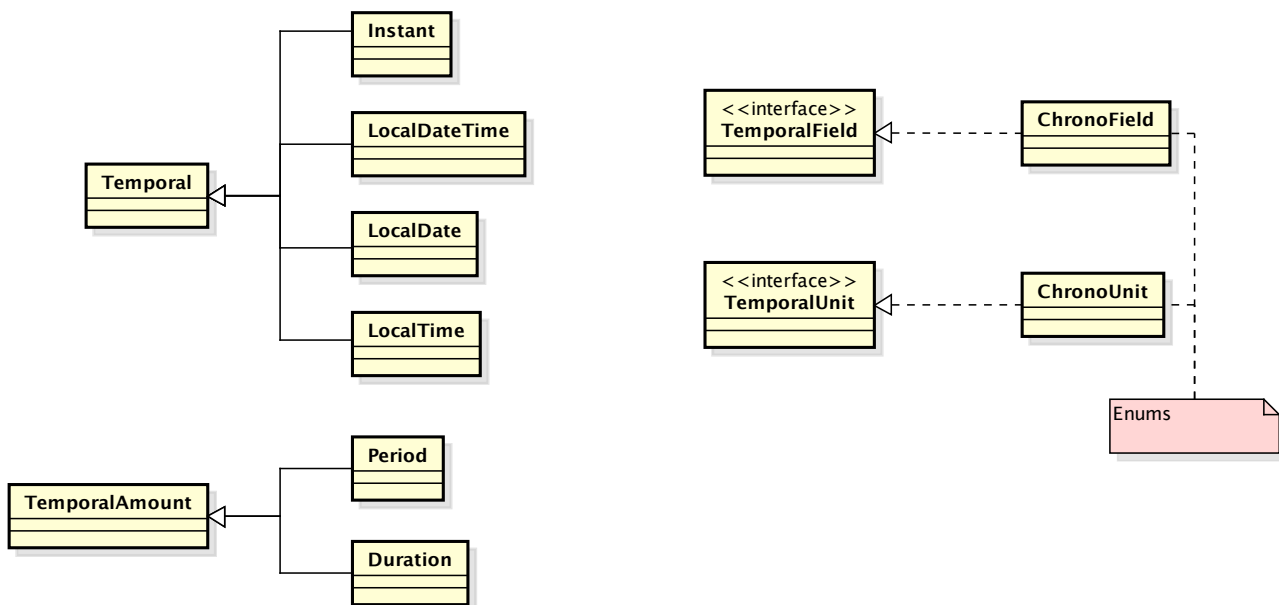 Instant
LocalDateTime
Temporal
LocalDate
LocalTime
Period
TemporalAmount
Duration
<<interface>>
TemporalField
ChronoField
<<interface>>
TemporalUnit
ChronoUnit
Enums